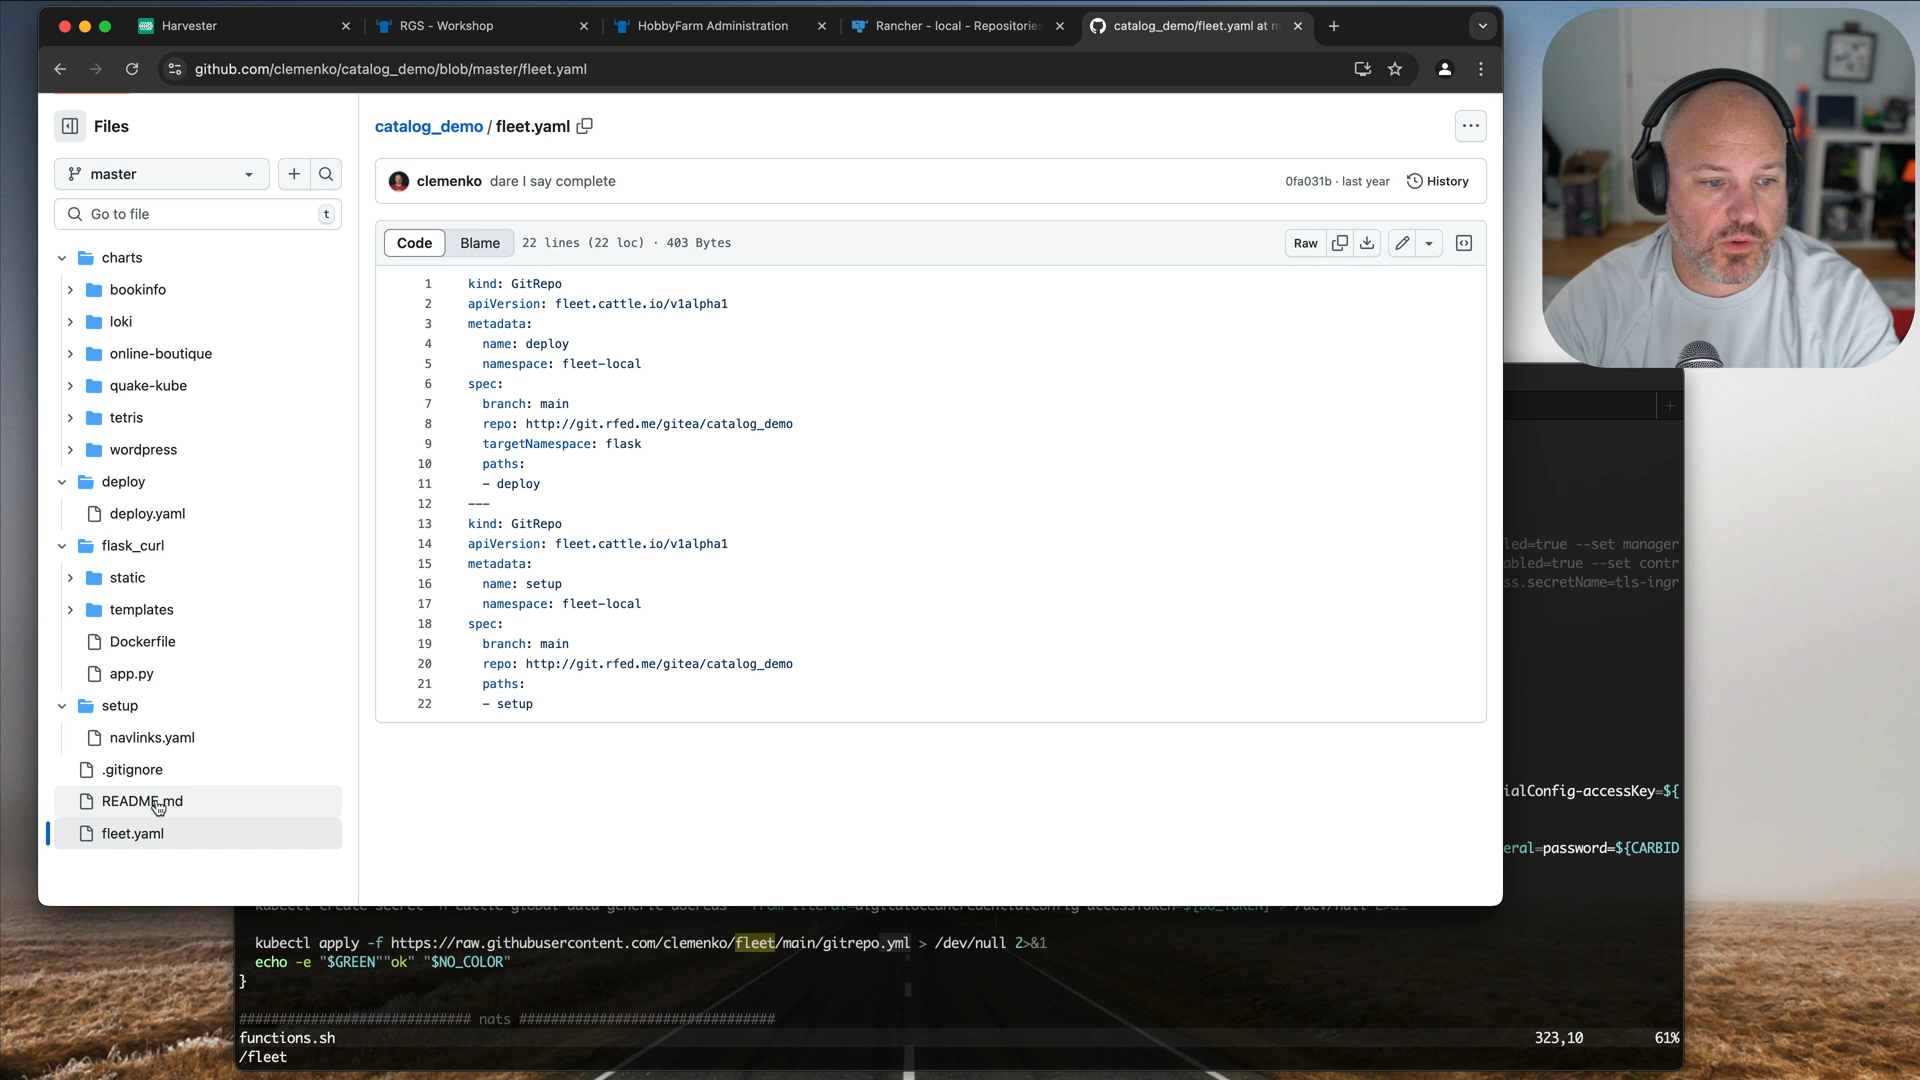 Harvester
RGS - Workshop
HobbyFarm Administration
Rancher - local - Repositories
catalog_demo/fleet.yaml at m
github.com/clemenko/catalog_demo/blob/master/fleet.yaml
Files
master
Go to file
t
charts
bookinfo
loki
online-boutique
quake-kube
tetris
wordpress
deploy
deploy.yaml
flask_curl
static
templates
Dockerfile
app.py
setup
navlinks.yaml
.gitignore
README.md
fleet.yaml
catalog_demo / fleet.yaml
clemenko dare I say complete
0fa031b · last year
History
Code
Blame
22 lines (22 loc) · 403 Bytes
Raw
1 kind: GitRepo
2 apiVersion: fleet.cattle.io/v1alpha1
3 metadata:
4 name: deploy
5 namespace: fleet-local
6 spec:
7 branch: main
8 repo: http://git.rfed.me/gitea/catalog_demo
9 targetNamespace: flask
10 paths:
11 - deploy
12 ---
13 kind: GitRepo
14 apiVersion: fleet.cattle.io/v1alpha1
15 metadata:
16 name: setup
17 namespace: fleet-local
18 spec:
19 branch: main
20 repo: http://git.rfed.me/gitea/catalog_demo
21 paths:
22 - setup
led=true --set manager
abled=true --set contr
ss.secretName=tls-ingr
ialConfig-accessKey=${
eral=password=${CARBID
kubectl apply -f https://raw.githubusercontent.com/clemenko/fleet/main/gitrepo.yml > /dev/null 2>&1
echo -e "$GREEN""ok" "$NO_COLOR"
}
############################ nats ################################
functions.sh
323,10
61%
/fleet